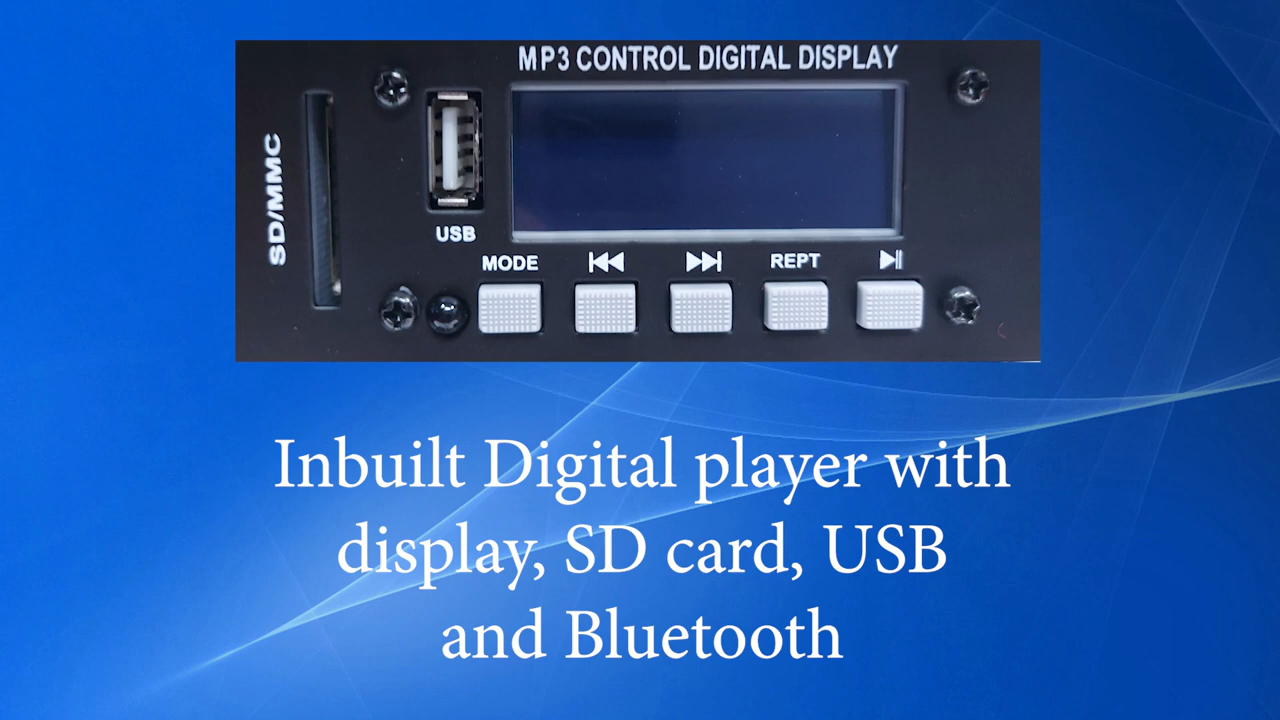 MP3 CONTROL DIGITAL DISPLAY
SD/MMC
USB
MODE
REPT
Inbuilt Digital player with
display, SD card, USB
and Bluetooth